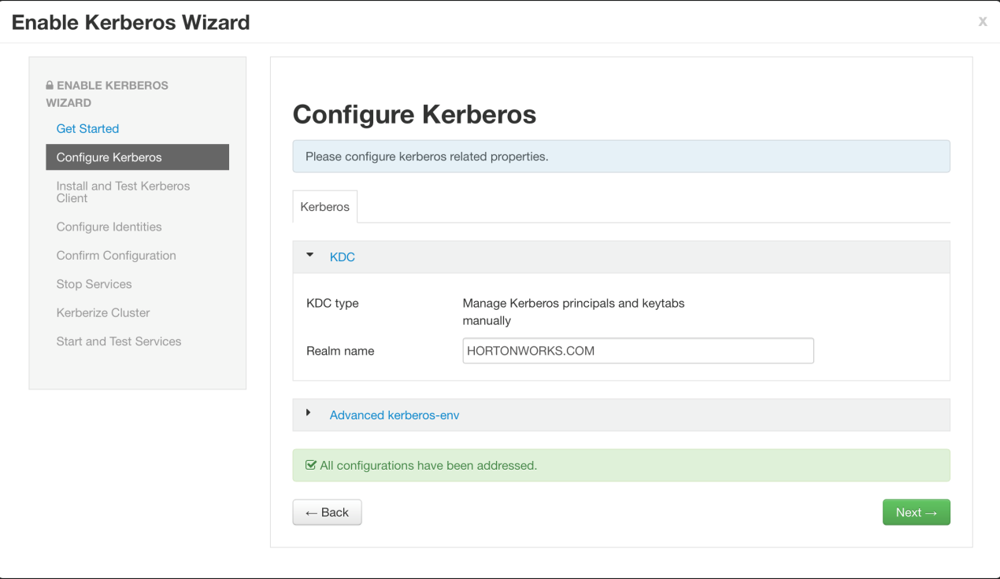 Enable Kerberos Wizard
x
ENABLE KERBEROS
WIZARD
Get Started
Configure Kerberos
Install and Test Kerberos
Client
Configure Identities
Confirm Configuration
Stop Services
Kerberize Cluster
Start and Test Services
Configure Kerberos
Please configure kerberos related properties.
Kerberos
KDC
KDC type
Manage Kerberos principals and keytabs
manually
Realm name
HORTONWORKS.COM
Advanced kerberos-env
All configurations have been addressed.
← Back
Next →